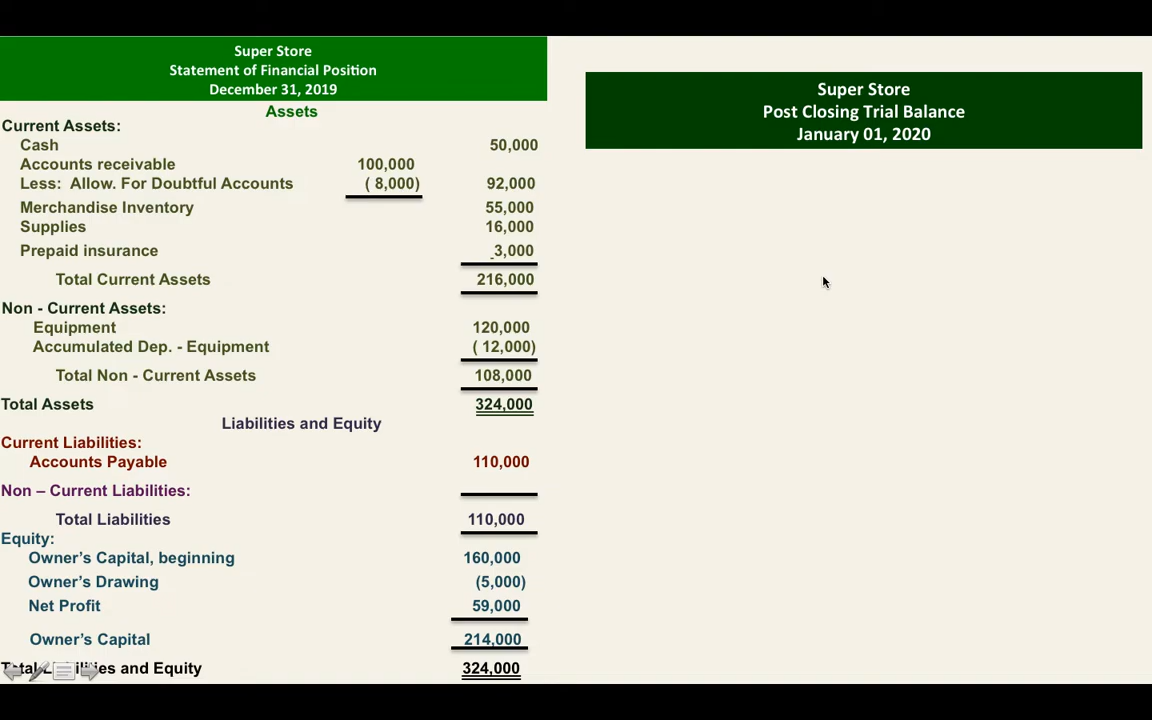 Super Store
Statement of Financial Position
December 31, 2019
Assets
Current Assets:
Cash 50,000
Accounts receivable 100,000
Less: Allow. For Doubtful Accounts ( 8,000) 92,000
Merchandise Inventory 55,000
Supplies 16,000
Prepaid insurance 3,000
Total Current Assets 216,000
Non - Current Assets:
Equipment 120,000
Accumulated Dep. - Equipment ( 12,000)
Total Non - Current Assets 108,000
Total Assets 324,000
Liabilities and Equity
Current Liabilities:
Accounts Payable 110,000
Non – Current Liabilities:
Total Liabilities 110,000
Equity:
Owner’s Capital, beginning 160,000
Owner’s Drawing (5,000)
Net Profit 59,000
Owner’s Capital 214,000
Total Liabilities and Equity 324,000
Super Store
Post Closing Trial Balance
January 01, 2020